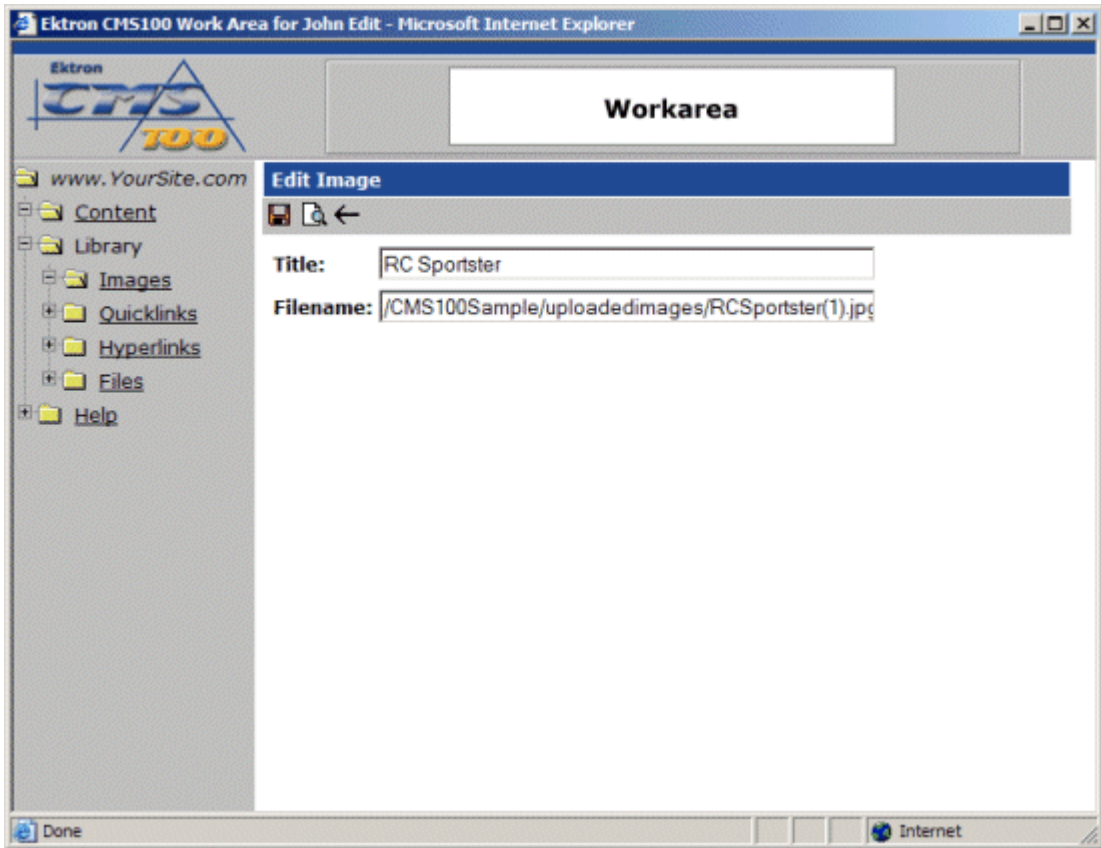 Ektron CMS100 Work Area for John Edit - Microsoft Internet Explorer
Ektron
CMS
100
Workarea
www.YourSite.com
Content
Library
Images
Quicklinks
Hyperlinks
Files
Help
Edit Image
Title: RC Sportster
Filename: /CMS100Sample/uploadedimages/RCSportster(1).jpg
Done
Internet